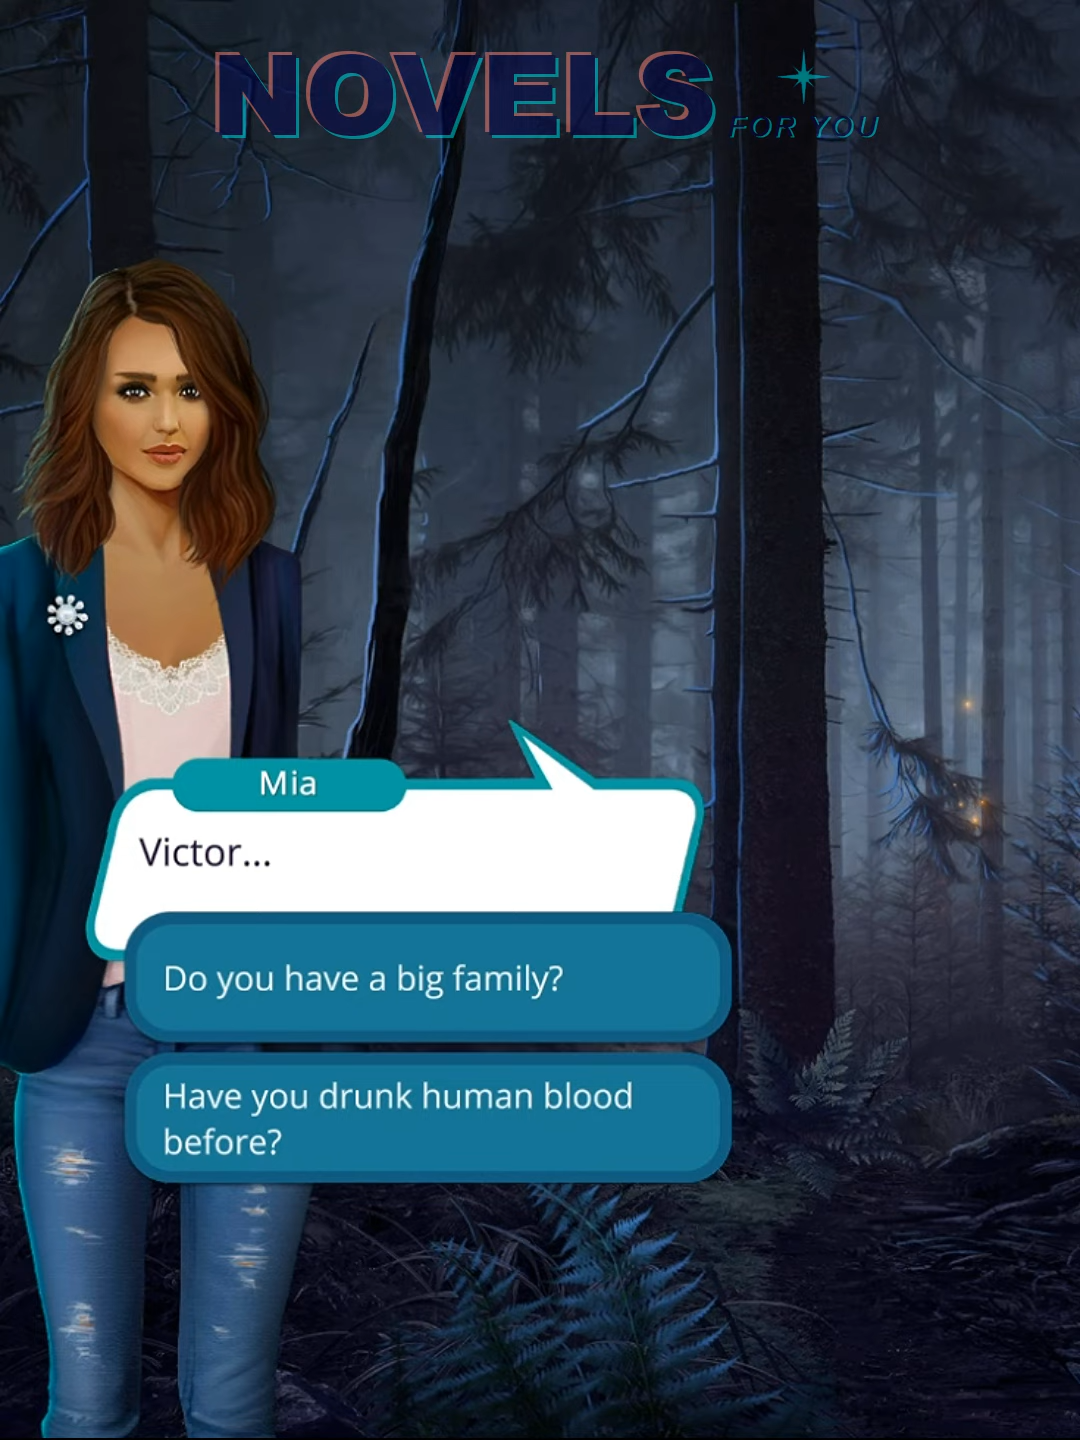 NOVELS
FOR YOU
Mia
Victor...
Do you have a big family?
Have you drunk human blood
before?